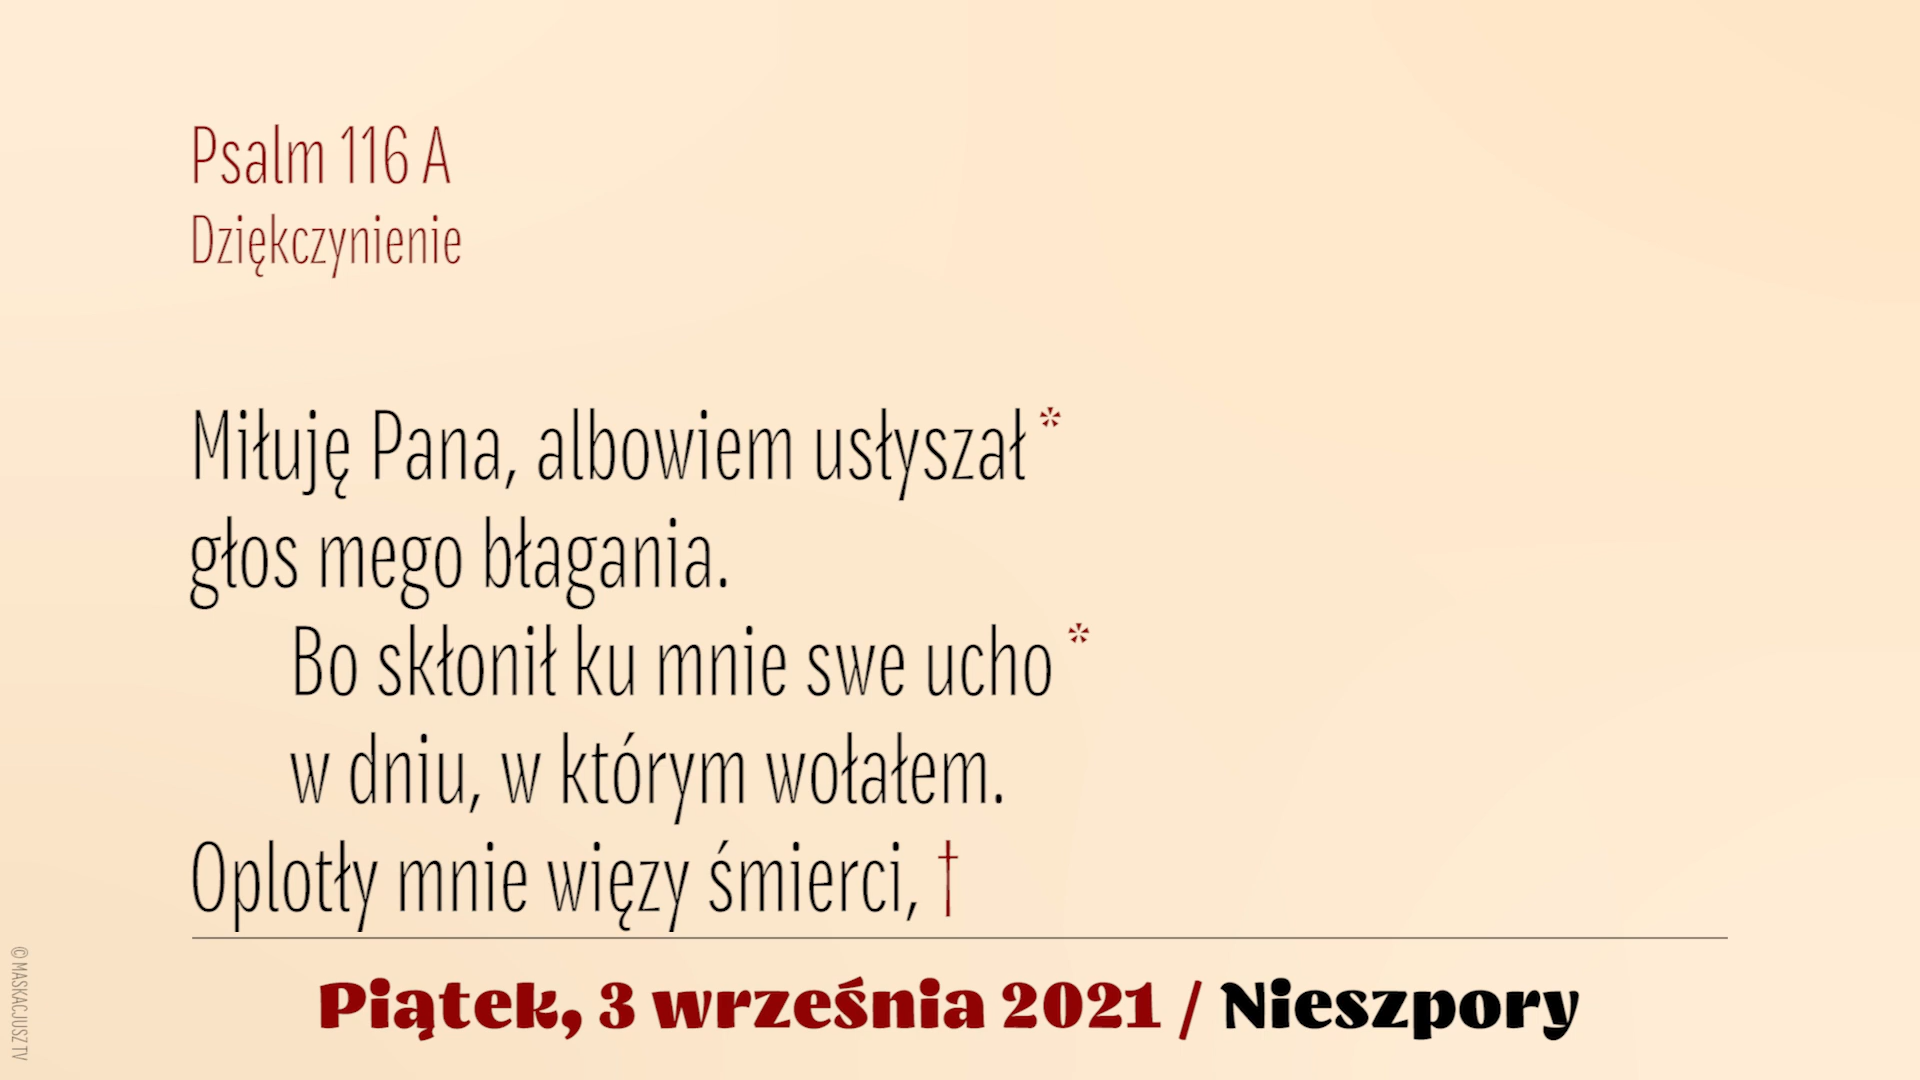 Psalm 116 A
Dziękczynienie
Miłuję Pana, albowiem usłyszał *
głos mego błagania.
Bo skłonił ku mnie swe ucho *
w dniu, w którym wołałem.
Oplotły mnie więzy śmierci, †
Piątek, 3 września 2021 / Nieszpory
© MASKACJUSZ TV